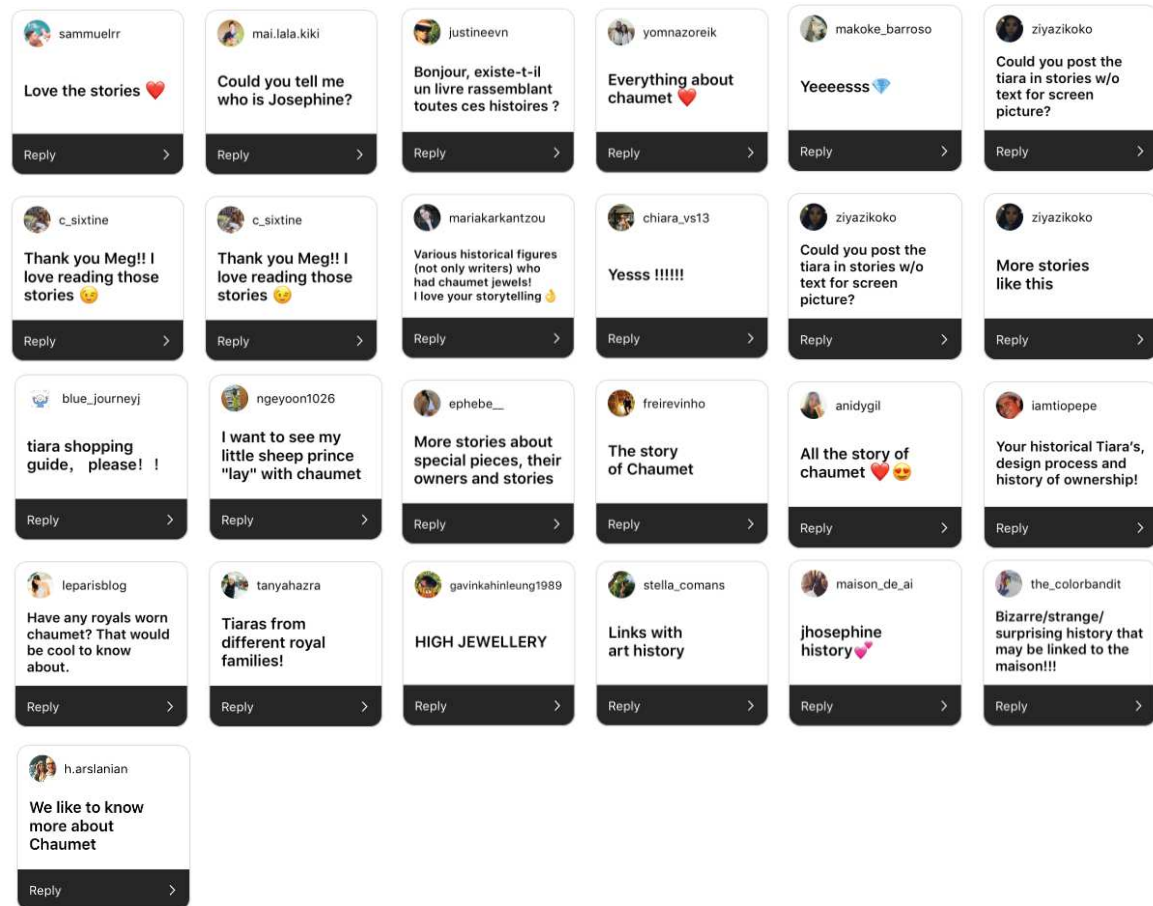 sammuelrr
Love the stories ❤️
Reply
mai.lala.kiki
Could you tell me
who is Josephine?
Reply
justineevn
Bonjour, existe-t-il
un livre rassemblant
toutes ces histoires ?
Reply
yomnazoreik
Everything about
chaumet ❤️
Reply
makoke_barroso
Yeeeesss💎
Reply
ziyazikoko
Could you post the
tiara in stories w/o
text for screen
picture?
Reply
c_sixtine
Thank you Meg!! I
love reading those
stories 😉
Reply
c_sixtine
Thank you Meg!! I
love reading those
stories 😉
Reply
mariakarkantzou
Various historical figures
(not only writers) who
had chaumet jewels!
I love your storytelling 👌
Reply
chiara_vs13
Yesss !!!!!!
Reply
ziyazikoko
Could you post the
tiara in stories w/o
text for screen
picture?
Reply
ziyazikoko
More stories
like this
Reply
blue_journeyj
tiara shopping
guide， please！！
Reply
ngeyoon1026
I want to see my
little sheep prince
"lay" with chaumet
Reply
ephebe__
More stories about
special pieces, their
owners and stories
Reply
freirevinho
The story
of Chaumet
Reply
anidygil
All the story of
chaumet ❤️😍
Reply
iamtiopepe
Your historical Tiara's,
design process and
history of ownership!
Reply
leparisblog
Have any royals worn
chaumet? That would
be cool to know
about.
Reply
tanyahazra
Tiaras from
different royal
families!
Reply
gavinkahinleung1989
HIGH JEWELLERY
Reply
stella_comans
Links with
art history
Reply
maison_de_ai
jhosephine
history💕
Reply
the_colorbandit
Bizarre/strange/
surprising history that
may be linked to the
maison!!!
Reply
h.arslanian
We like to know
more about
Chaumet
Reply